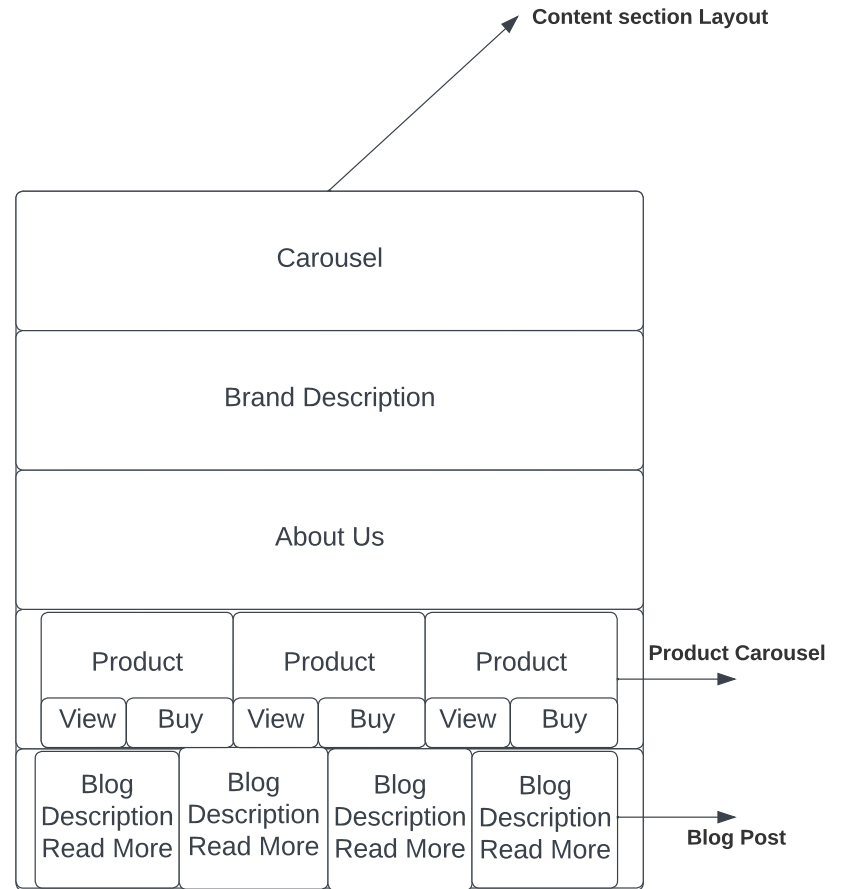 Content section Layout
Carousel
Brand Description
About Us
Product
Product
Product
Product Carousel
View
Buy
View
Buy
View
Buy
Blog
Description
Read More
Blog
Description
Read More
Blog
Description
Read More
Blog
Description
Read More
Blog Post